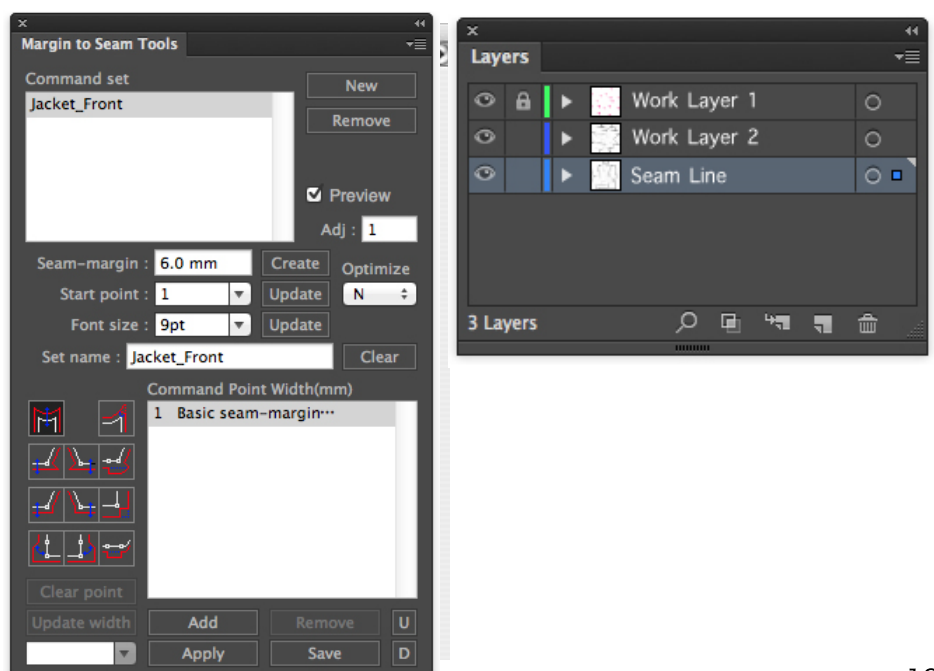 Margin to Seam Tools
Command set
Jacket_Front
New
Remove
Preview
Adj : 1
Seam-margin : 6.0 mm Create Optimize
Start point : 1 Update N
Font size : 9pt Update
Set name : Jacket_Front Clear
Command Point Width(mm)
1 Basic seam-margin···
Clear point
Update width Add Remove U
Apply Save D
Layers
Work Layer 1
Work Layer 2
Seam Line
3 Layers